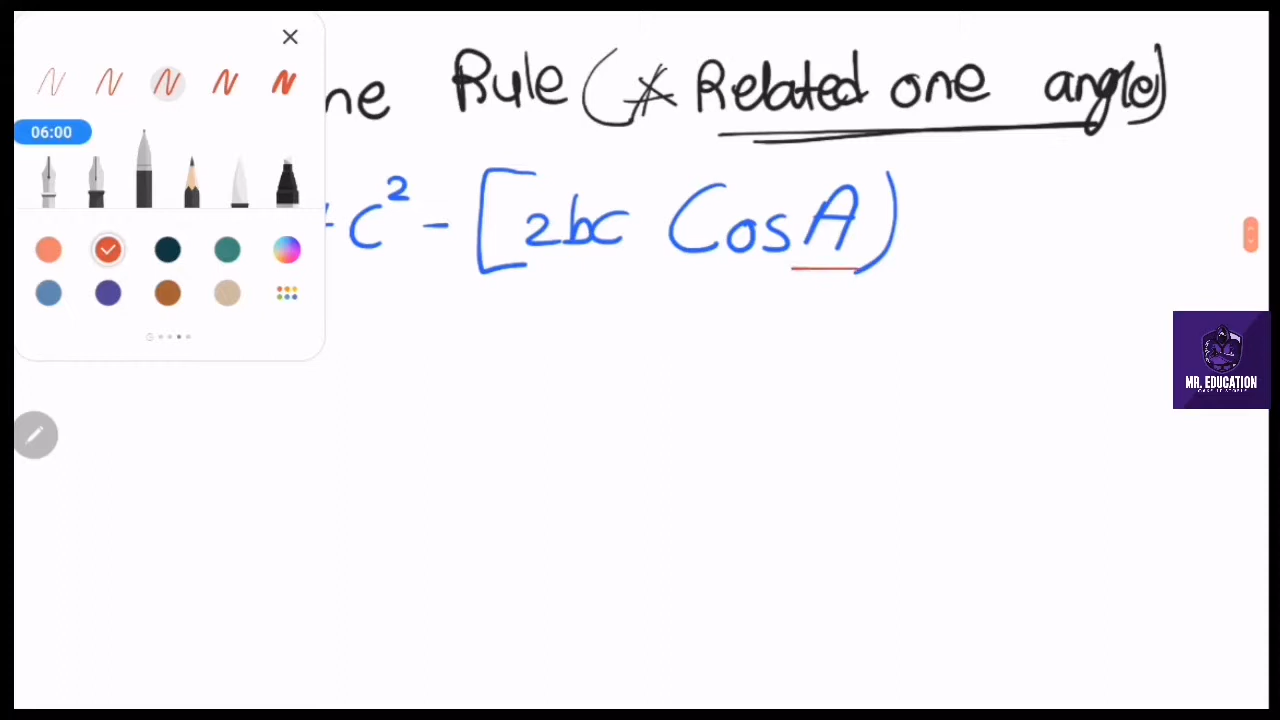 ne Rule (* Related one angle)
06:00
+ c² - [2bc CosA)
MR. EDUCATION